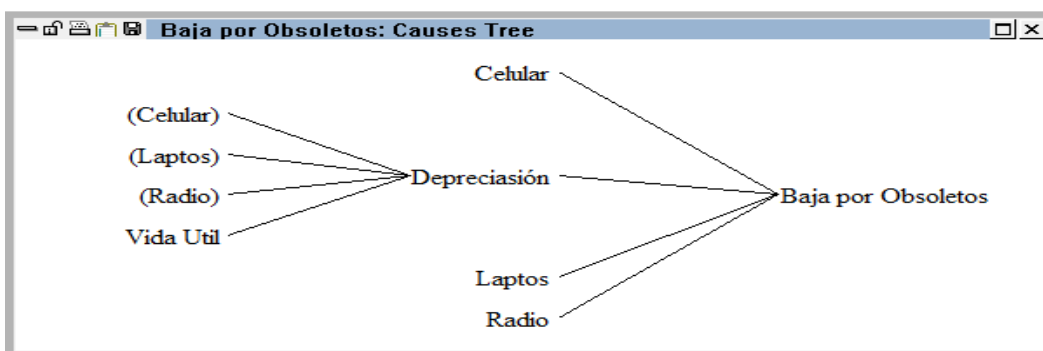 Baja por Obsoletos: Causes Tree
Celular
(Celular)
(Laptos)
Depreciasión
(Radio)
Baja por Obsoletos
Vida Util
Laptos
Radio